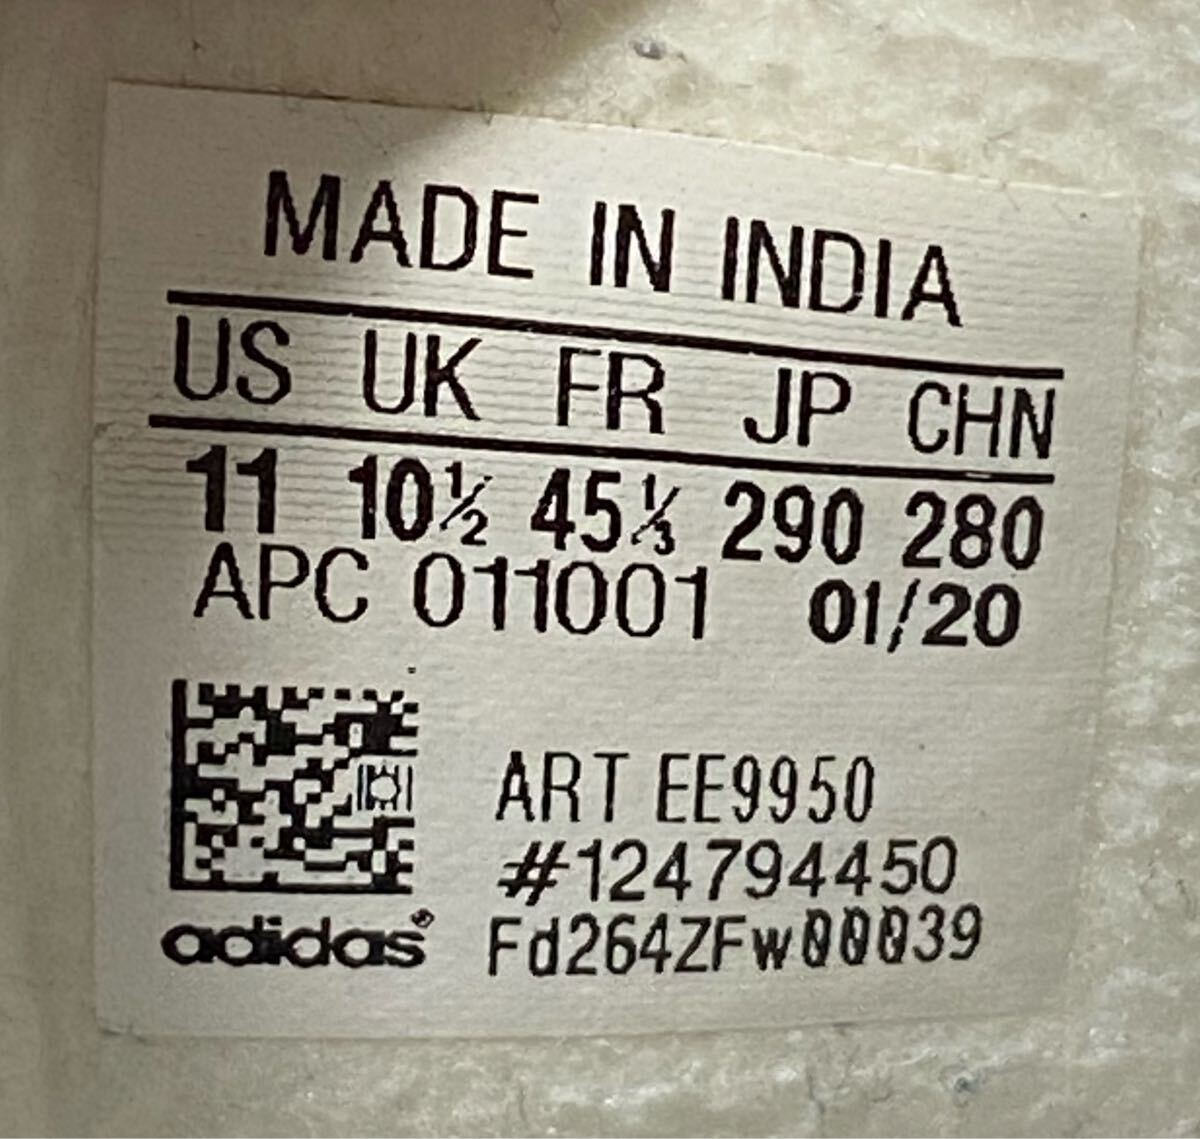 MADE IN INDIA
US UK FR JP CHN
11 10½ 45⅓ 290 280
APC 011001 01/20
ART EE9950
#124794450
adidas® Fd264ZFw00039